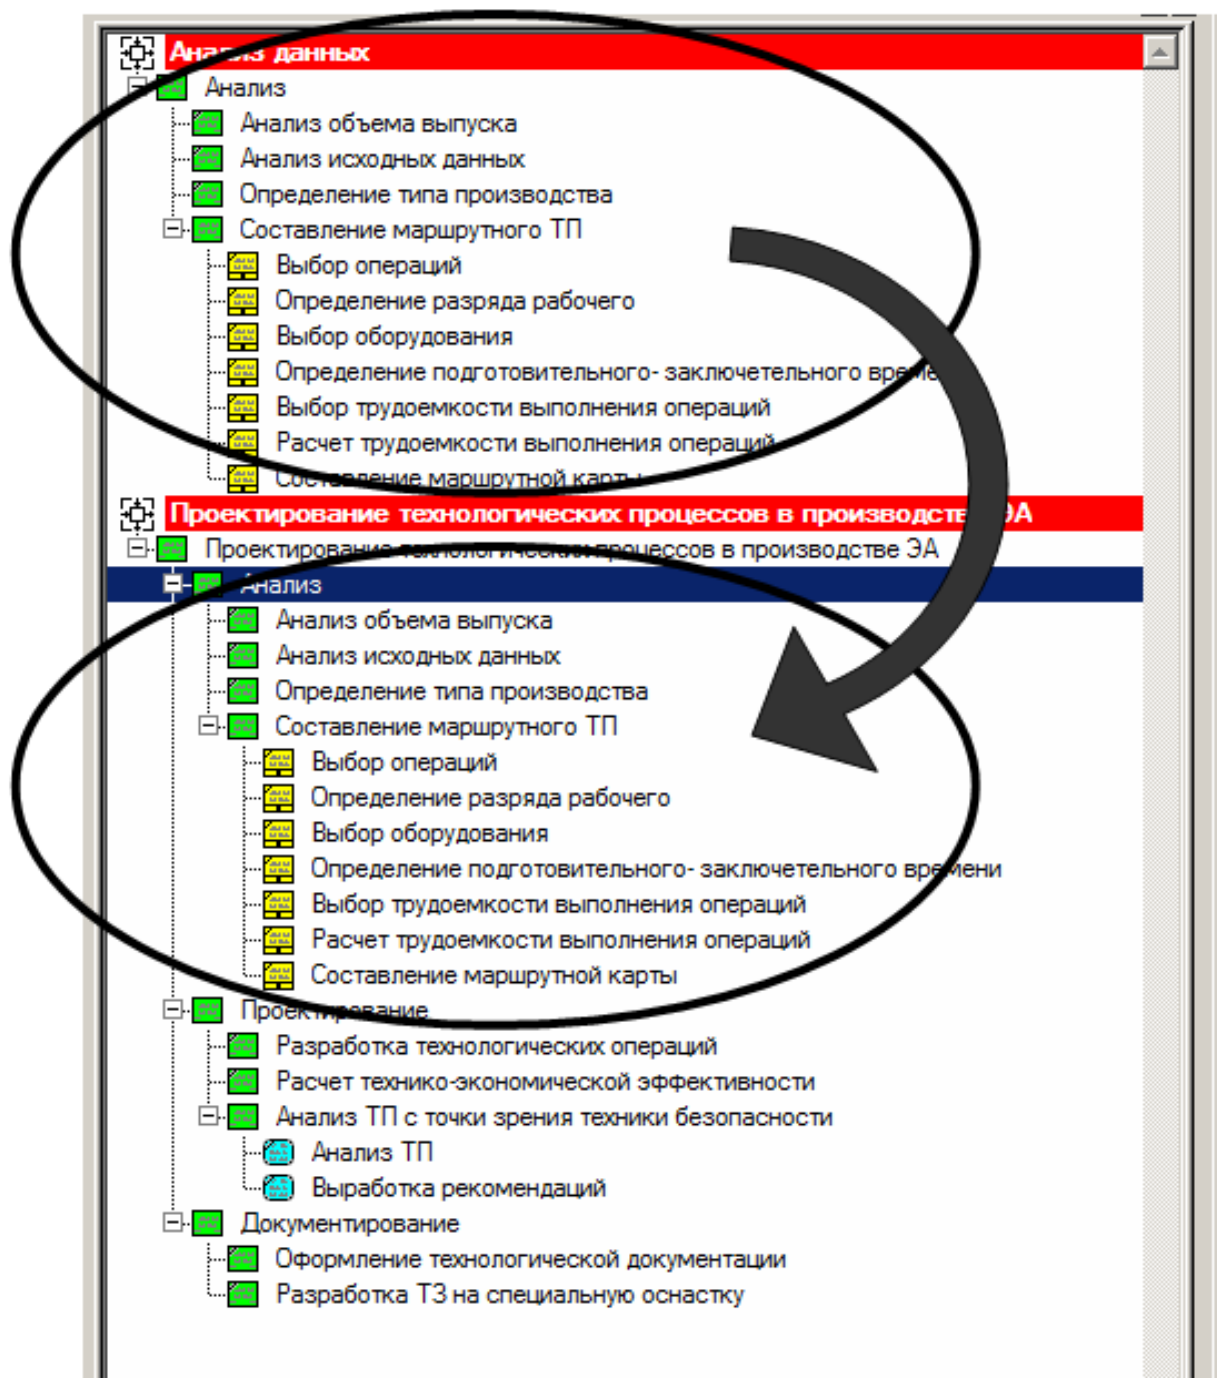 Анализ данных
Анализ
Анализ объема выпуска
Анализ исходных данных
Определение типа производства
Составление маршрутного ТП
Выбор операций
Определение разряда рабочего
Выбор оборудования
Определение подготовительного- заключетельного време
Выбор трудоемкости выполнения операций
Расчет трудоемкости выполнения операций
Составление маршрутной карты
Проектирование технологических процессов в производстве ЭА
Проектирование технологических процессов в производстве ЭА
Анализ
Анализ объема выпуска
Анализ исходных данных
Определение типа производства
Составление маршрутного ТП
Выбор операций
Определение разряда рабочего
Выбор оборудования
Определение подготовительного- заключетельного времени
Выбор трудоемкости выполнения операций
Расчет трудоемкости выполнения операций
Составление маршрутной карты
Проектирование
Разработка технологических операций
Расчет технико-экономической эффективности
Анализ ТП с точки зрения техники безопасности
Анализ ТП
Выработка рекомендаций
Документирование
Оформление технологической документации
Разработка ТЗ на специальную оснастку